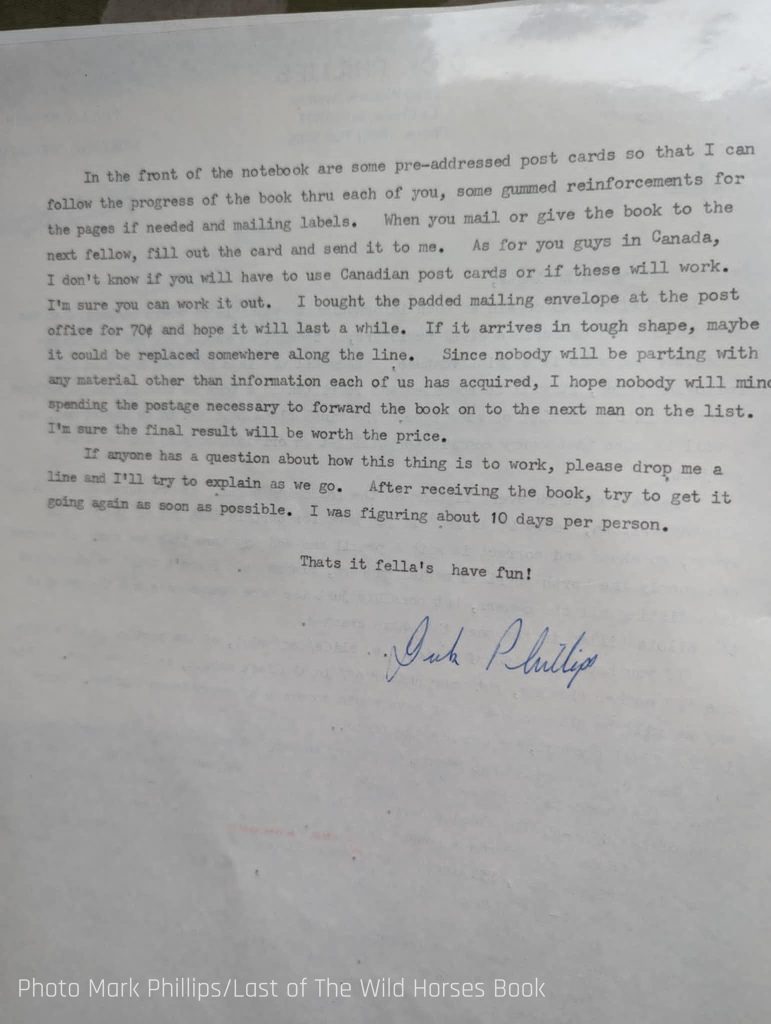 In the front of the notebook are some pre-addressed post cards so that I can
follow the progress of the book thru each of you, some gummed reinforcements for
the pages if needed and mailing labels. When you mail or give the book to the
next fellow, fill out the card and send it to me. As for you guys in Canada,
I don't know if you will have to use Canadian post cards or if these will work.
I'm sure you can work it out. I bought the padded mailing envelope at the post
office for 70¢ and hope it will last a while. If it arrives in tough shape, maybe
it could be replaced somewhere along the line. Since nobody will be parting with
any material other than information each of us has acquired, I hope nobody will mind
spending the postage necessary to forward the book on to the next man on the list.
I'm sure the final result will be worth the price.
If anyone has a question about how this thing is to work, please drop me a
line and I'll try to explain as we go. After receiving the book, try to get it
going again as soon as possible. I was figuring about 10 days per person.
Thats it fella's have fun!
Dick Phillips
Photo Mark Phillips/Last of The Wild Horses Book